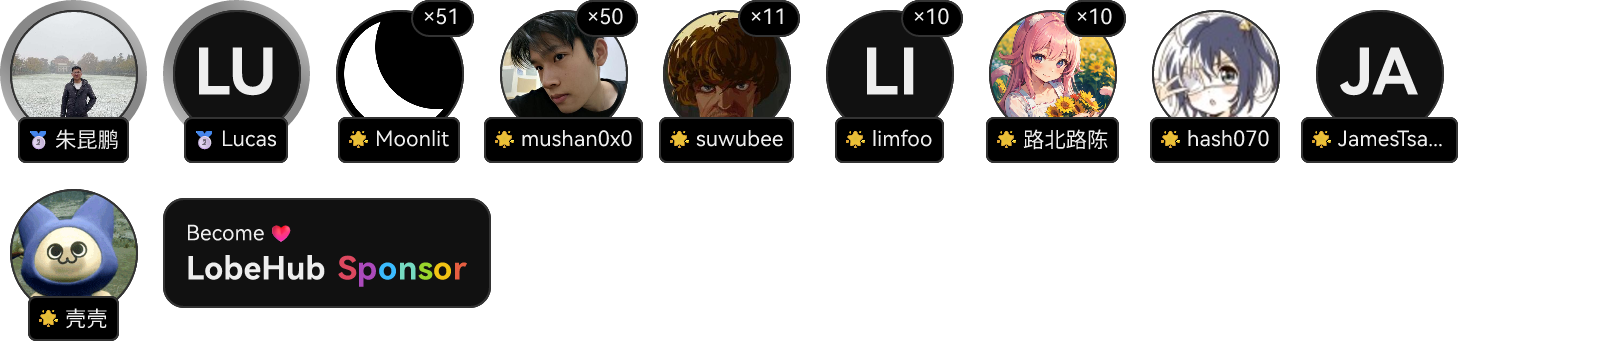 LU
×51
×50
×11
LI
×10
×10
JA
朱昆鹏
Lucas
Moonlit
mushan0x0
suwubee
limfoo
路北路陈
hash070
JamesTsa...
壳壳
Become
LobeHub Sponsor